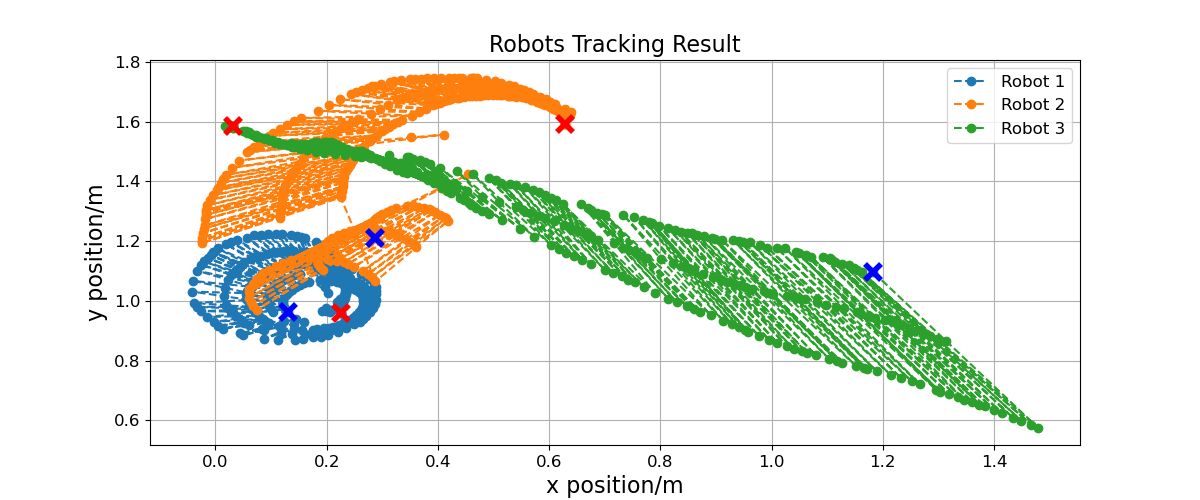 Robots Tracking Result
1.8
1.6
1.4
1.2
1.0
0.8
0.6
y position/m
Robot 1
Robot 2
Robot 3
0.0 0.2 0.4 0.6 0.8 1.0 1.2 1.4
x position/m